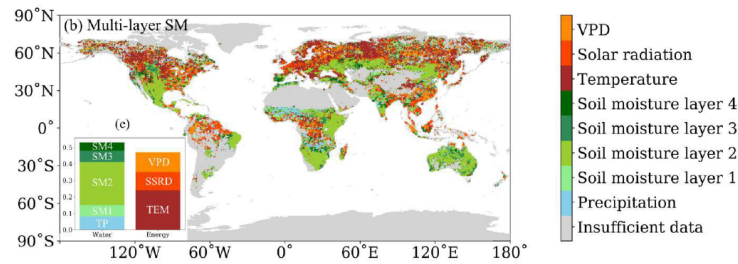 90˚N
(b) Multi-layer SM
60˚N
30˚N
0˚
30˚S
60˚S
90˚S
120˚W
60˚W
0˚E
60˚E
120˚E
180˚
(c)
0.5
0.4
0.3
0.2
0.1
0.0
SM4
SM3
SM2
SM1
TP
VPD
SSRD
TEM
Water
Energy
VPD
Solar radiation
Temperature
Soil moisture layer 4
Soil moisture layer 3
Soil moisture layer 2
Soil moisture layer 1
Precipitation
Insufficient data